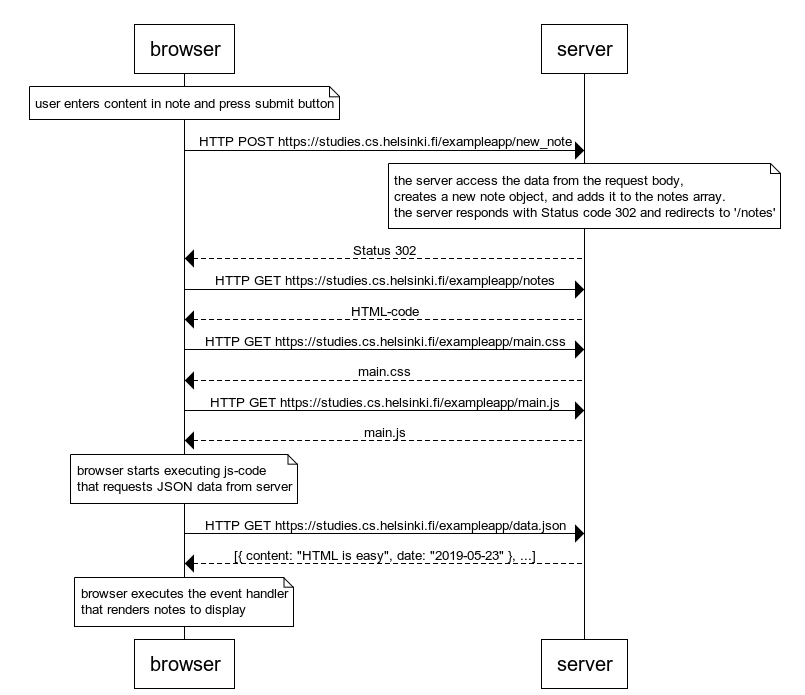 browser
server
user enters content in note and press submit button
HTTP POST https://studies.cs.helsinki.fi/exampleapp/new_note
the server access the data from the request body,
creates a new note object, and adds it to the notes array.
the server responds with Status code 302 and redirects to '/notes'
Status 302
HTTP GET https://studies.cs.helsinki.fi/exampleapp/notes
HTML-code
HTTP GET https://studies.cs.helsinki.fi/exampleapp/main.css
main.css
HTTP GET https://studies.cs.helsinki.fi/exampleapp/main.js
main.js
browser starts executing js-code
that requests JSON data from server
HTTP GET https://studies.cs.helsinki.fi/exampleapp/data.json
[{ content: "HTML is easy", date: "2019-05-23" }, ...]
browser executes the event handler
that renders notes to display
browser
server